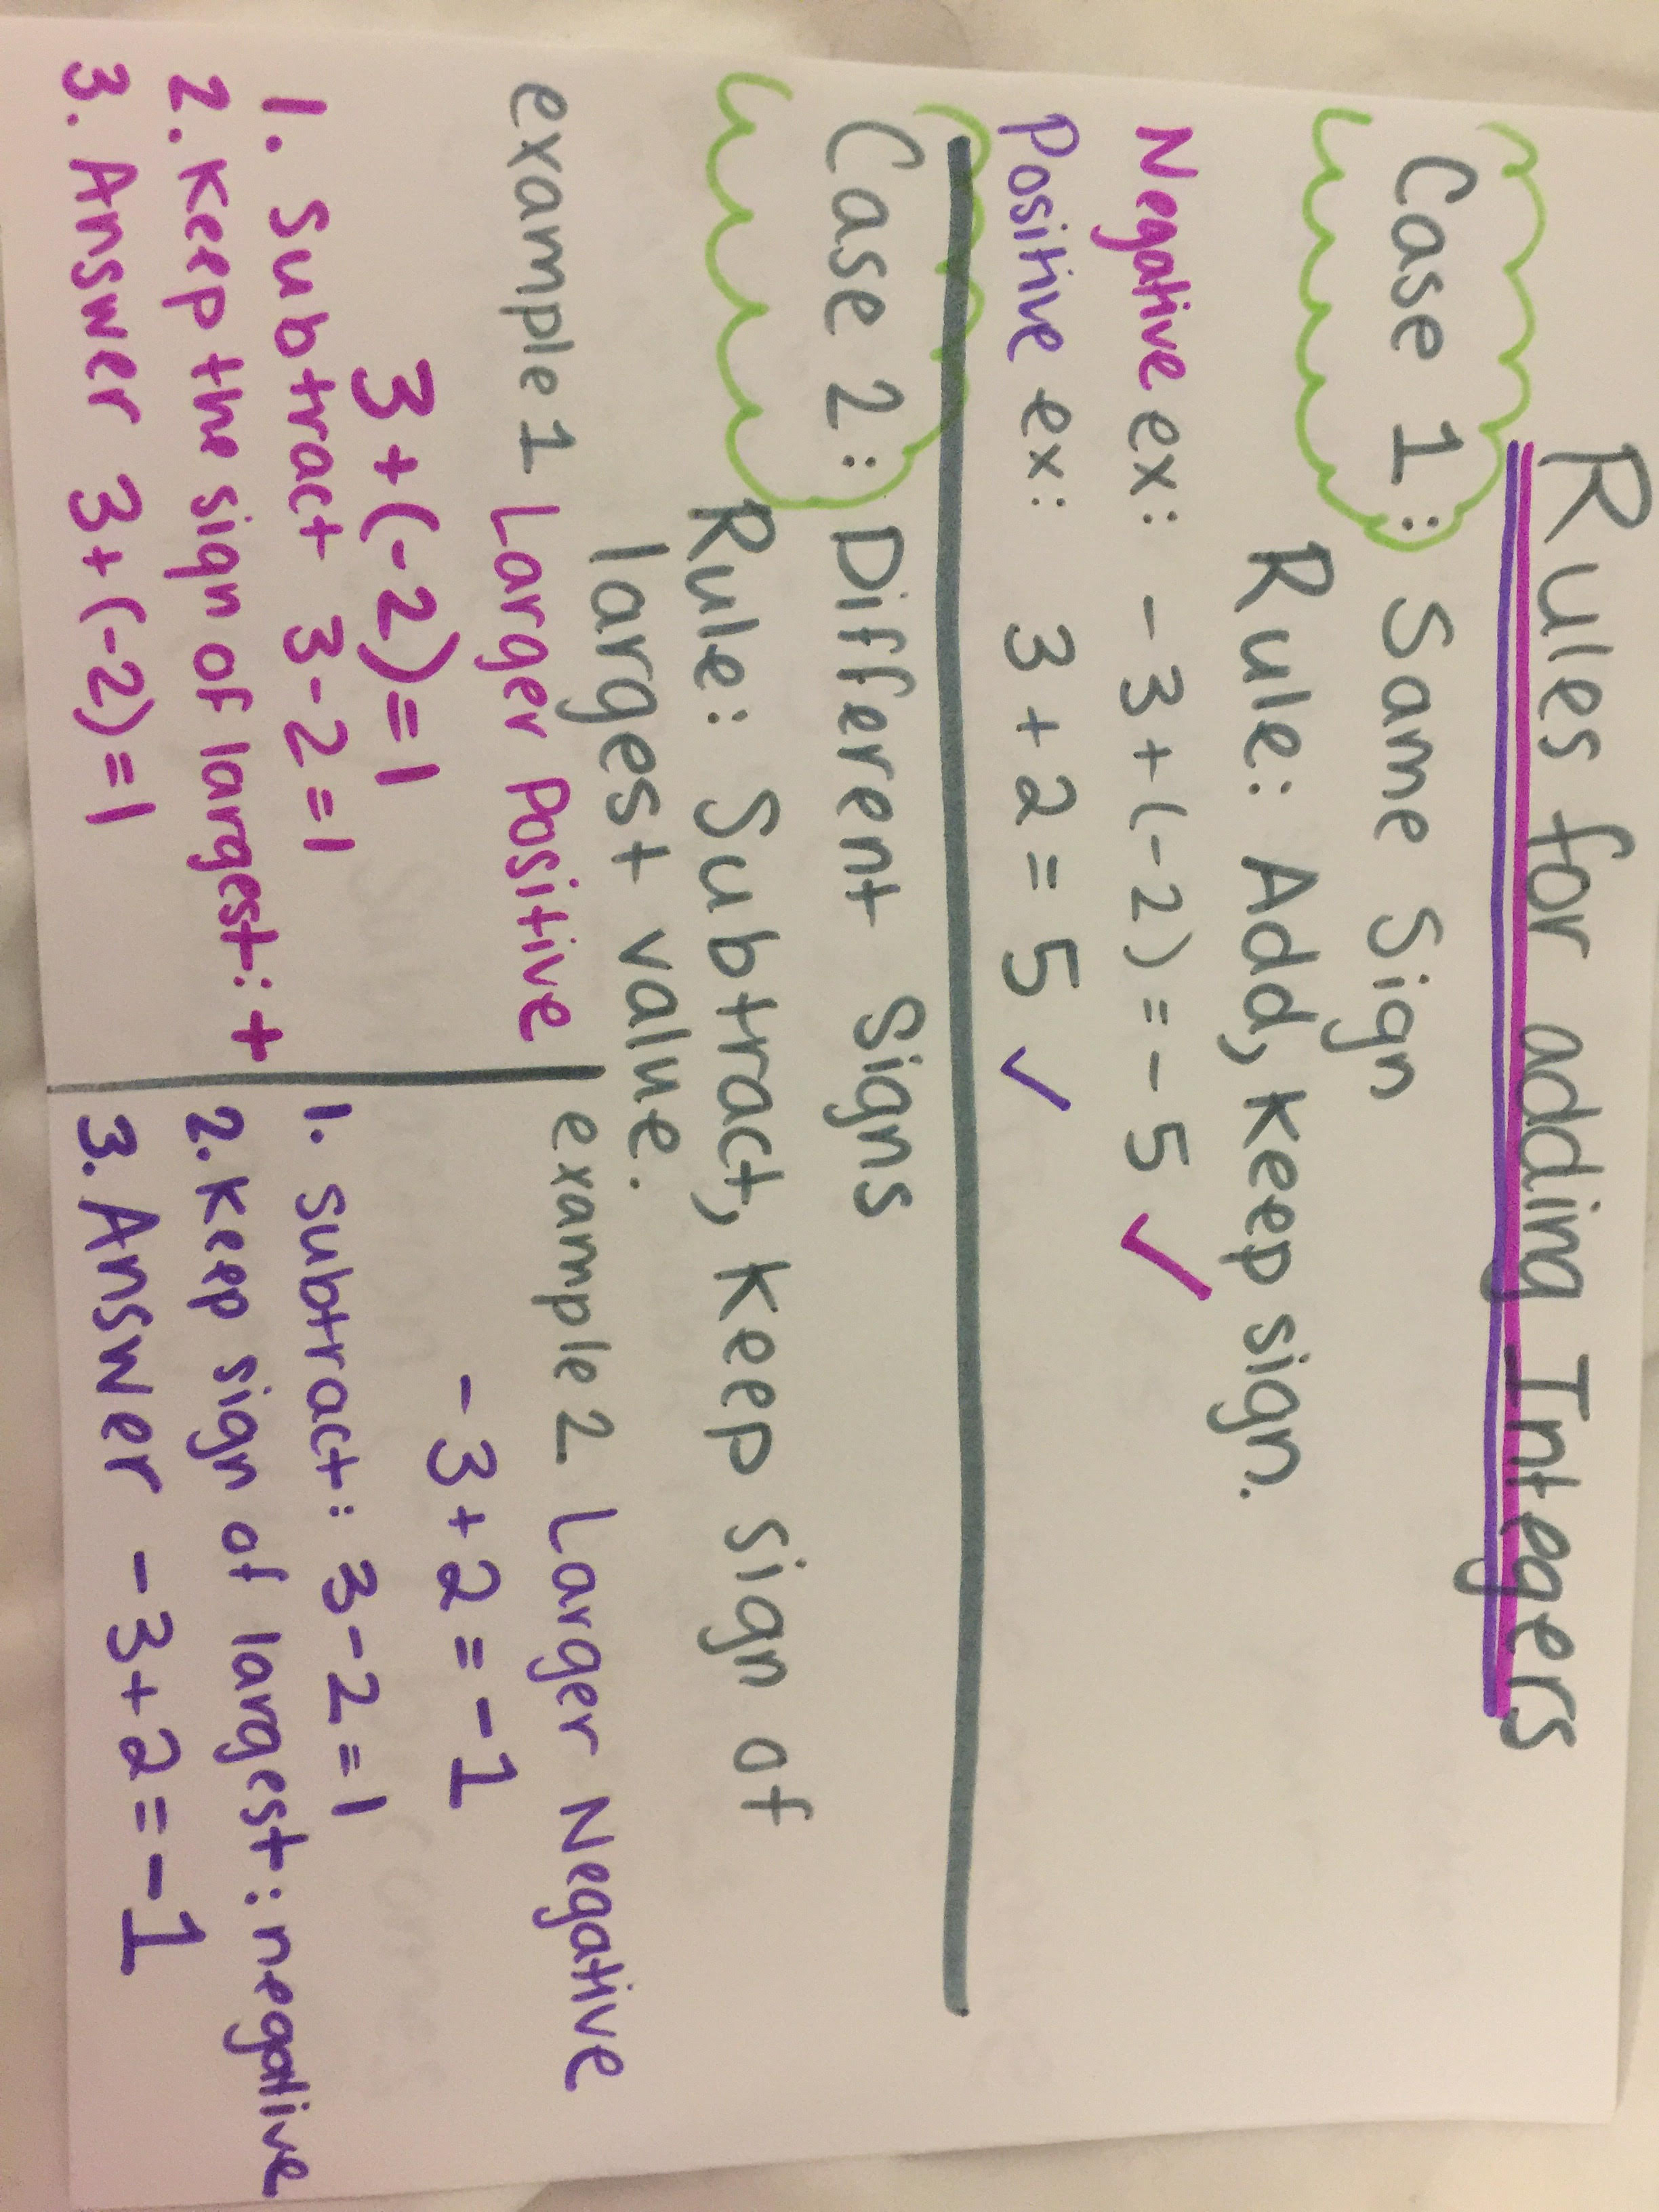 Rules for adding Integers
Case 1: Same Sign
Rule: Add, Keep sign.
Negative ex: -3+(-2)=-5 ✓
Positive ex: 3+2=5 ✓
Case 2: Different Signs
Rule: Subtract, Keep sign of
largest value.
example 1 Larger Positive
3+(-2)=1
1. Subtract 3-2=1
2. Keep the sign of largest: +
3. Answer 3+(-2)=1
example 2 Larger Negative
-3+2=-1
1. subtract: 3-2=1
2. Keep sign of largest: negative
3. Answer -3+2=-1